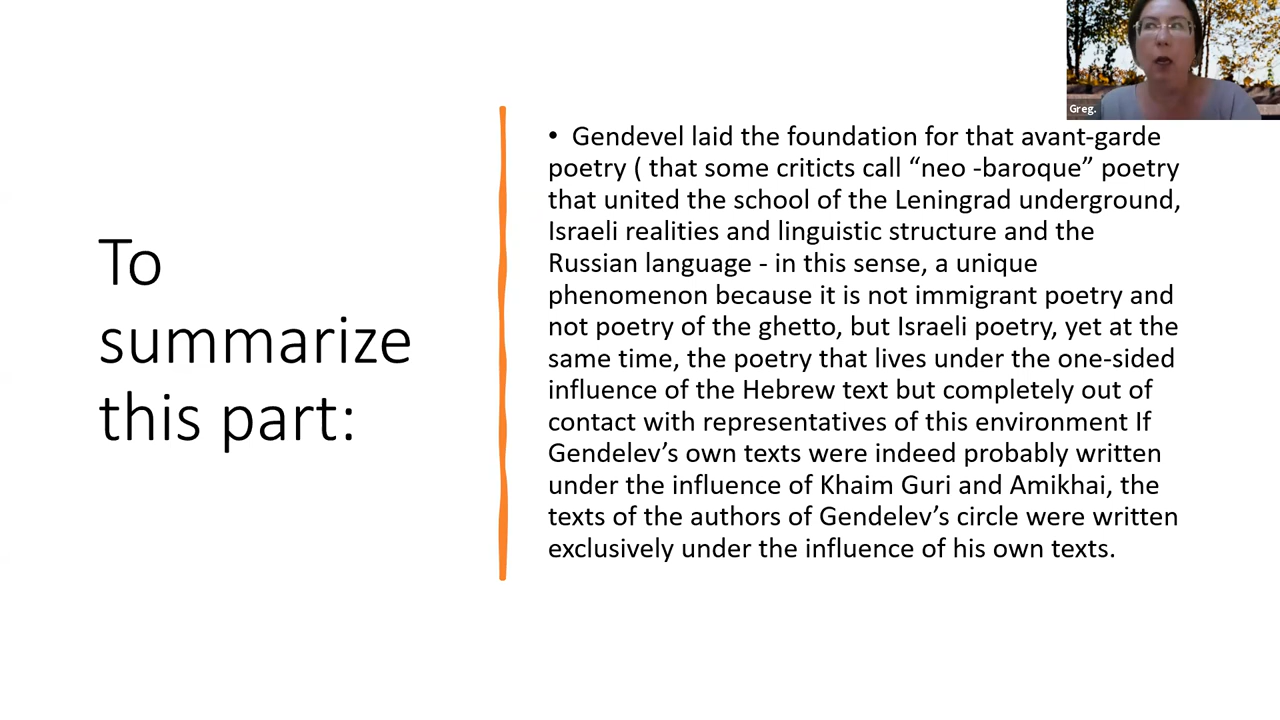 To
summarize
this part:
Greg.
• Gendevel laid the foundation for that avant-garde
poetry ( that some criticts call “neo -baroque” poetry
that united the school of the Leningrad underground,
Israeli realities and linguistic structure and the
Russian language - in this sense, a unique
phenomenon because it is not immigrant poetry and
not poetry of the ghetto, but Israeli poetry, yet at the
same time, the poetry that lives under the one-sided
influence of the Hebrew text but completely out of
contact with representatives of this environment If
Gendelev’s own texts were indeed probably written
under the influence of Khaim Guri and Amikhai, the
texts of the authors of Gendelev’s circle were written
exclusively under the influence of his own texts.